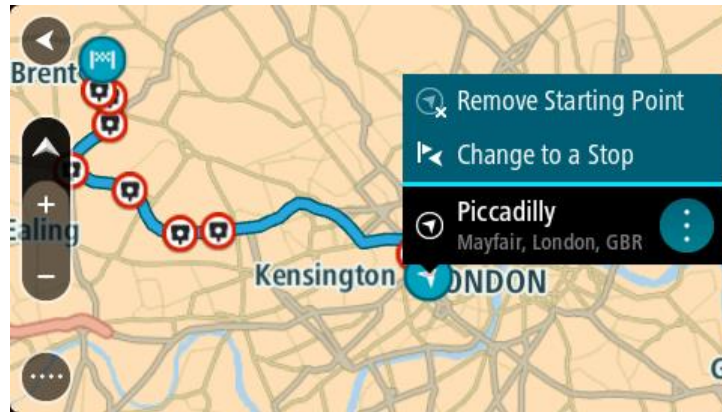 Brent
Remove Starting Point
Change to a Stop
Piccadilly
Mayfair, London, GBR
Ealing
Kensington
ONDON
G